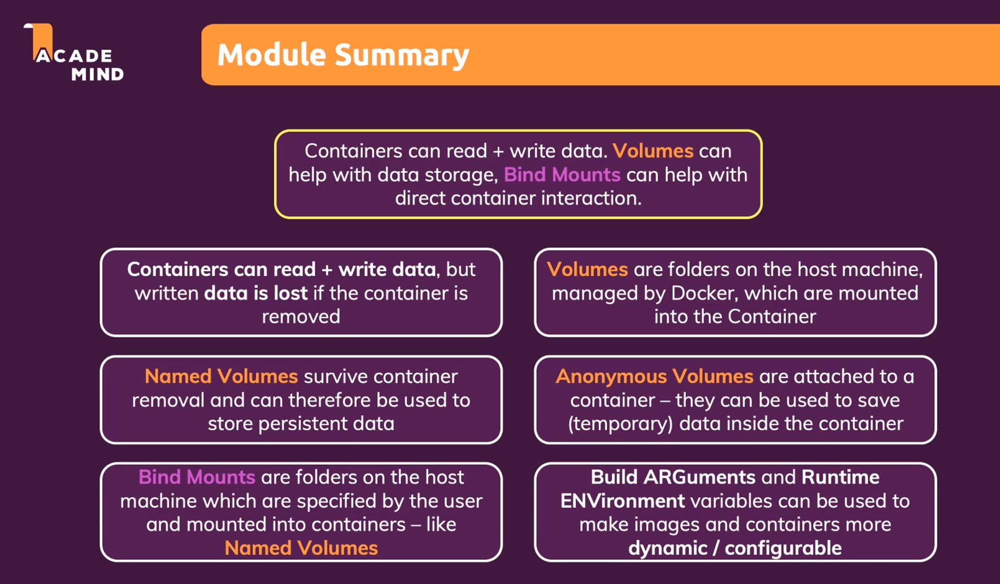 ACADE
MIND
Module Summary
Containers can read + write data. Volumes can
help with data storage, Bind Mounts can help with
direct container interaction.
Containers can read + write data, but
written data is lost if the container is
removed
Volumes are folders on the host machine,
managed by Docker, which are mounted
into the Container
Named Volumes survive container
removal and can therefore be used to
store persistent data
Anonymous Volumes are attached to a
container – they can be used to save
(temporary) data inside the container
Bind Mounts are folders on the host
machine which are specified by the user
and mounted into containers – like
Named Volumes
Build ARGuments and Runtime
ENVironment variables can be used to
make images and containers more
dynamic / configurable